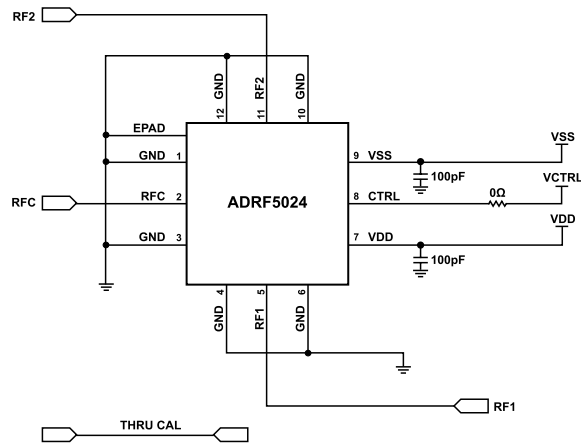 RF2
GND
RF2
GND
12
11
10
EPAD
GND 1
RFC
RFC 2
GND 3
ADRF5024
9 VSS
VSS
100pF
8 CTRL
0Ω
VCTRL
7 VDD
VDD
100pF
4
5
6
GND
RF1
GND
RF1
THRU CAL